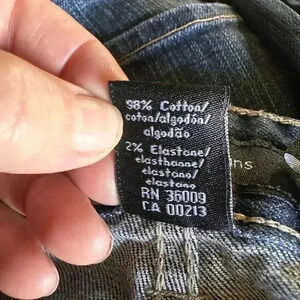 98% Cotton/
coton/algodón/
algodão
2% Elastane/
elasthanne/
elastano/
elastano
RN 36009
CA 00213